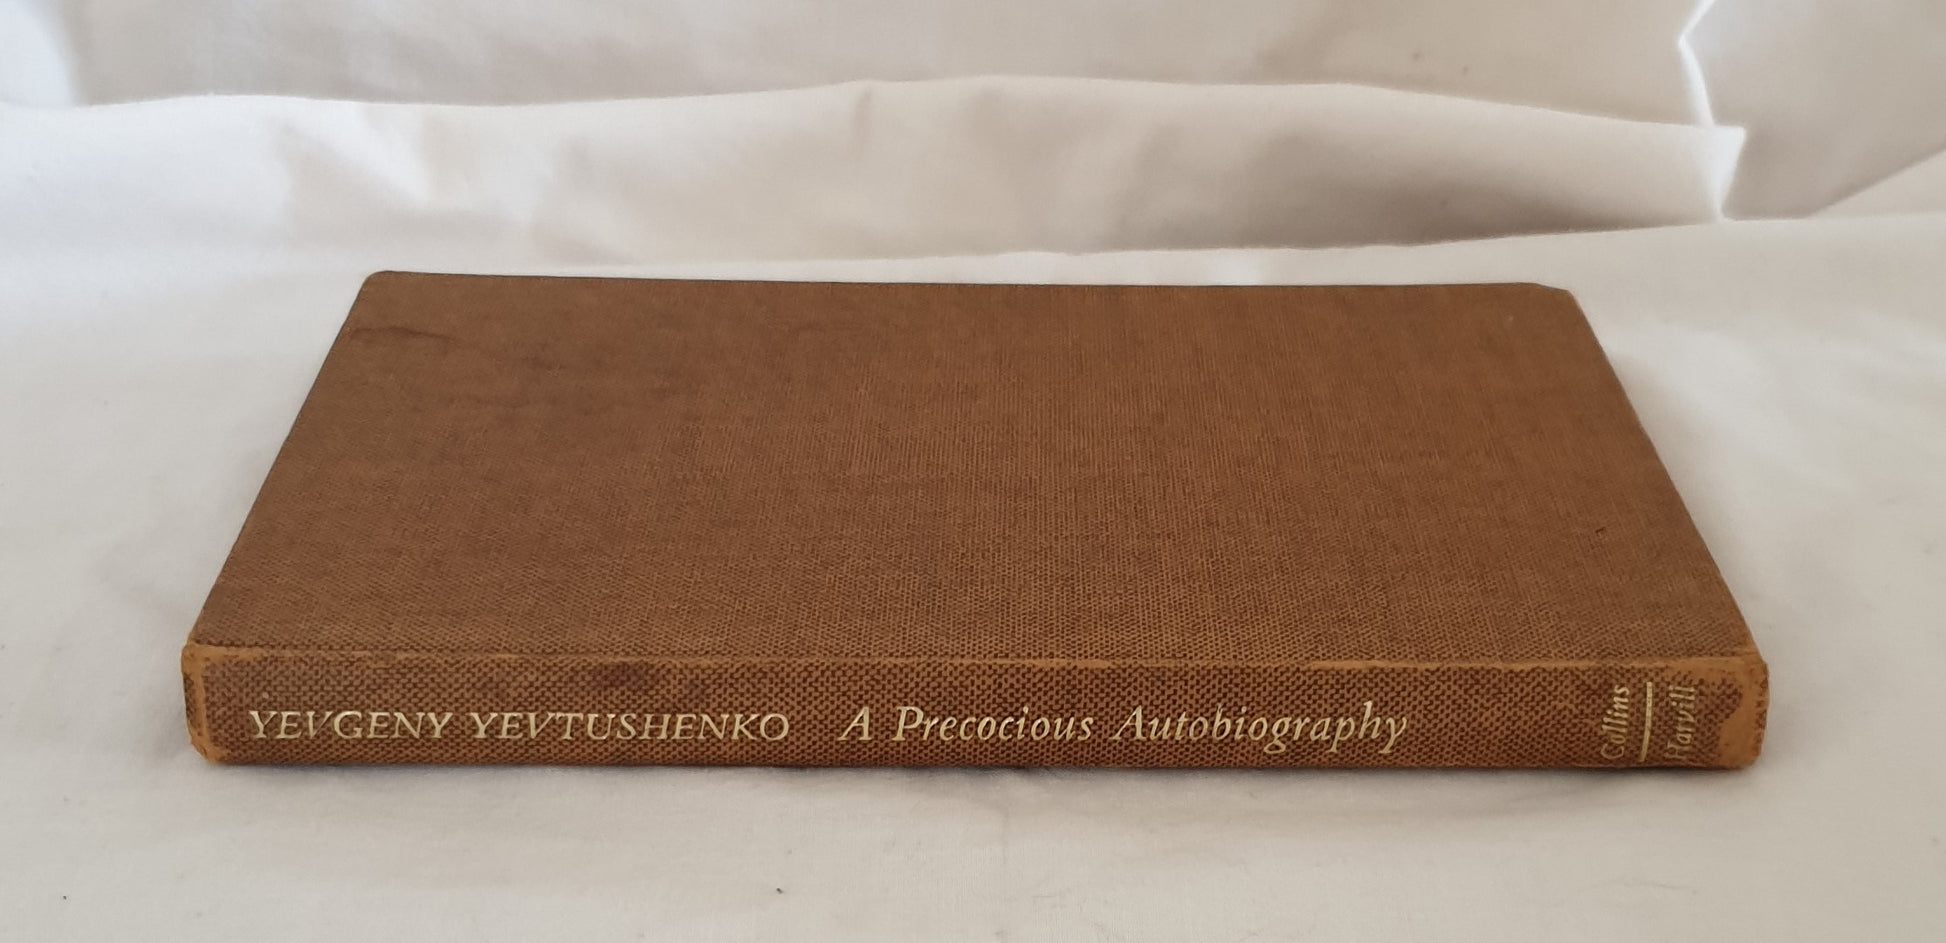 YEVGENY YEVTUSHENKO A Precocious Autobiography
Collins
Harvill